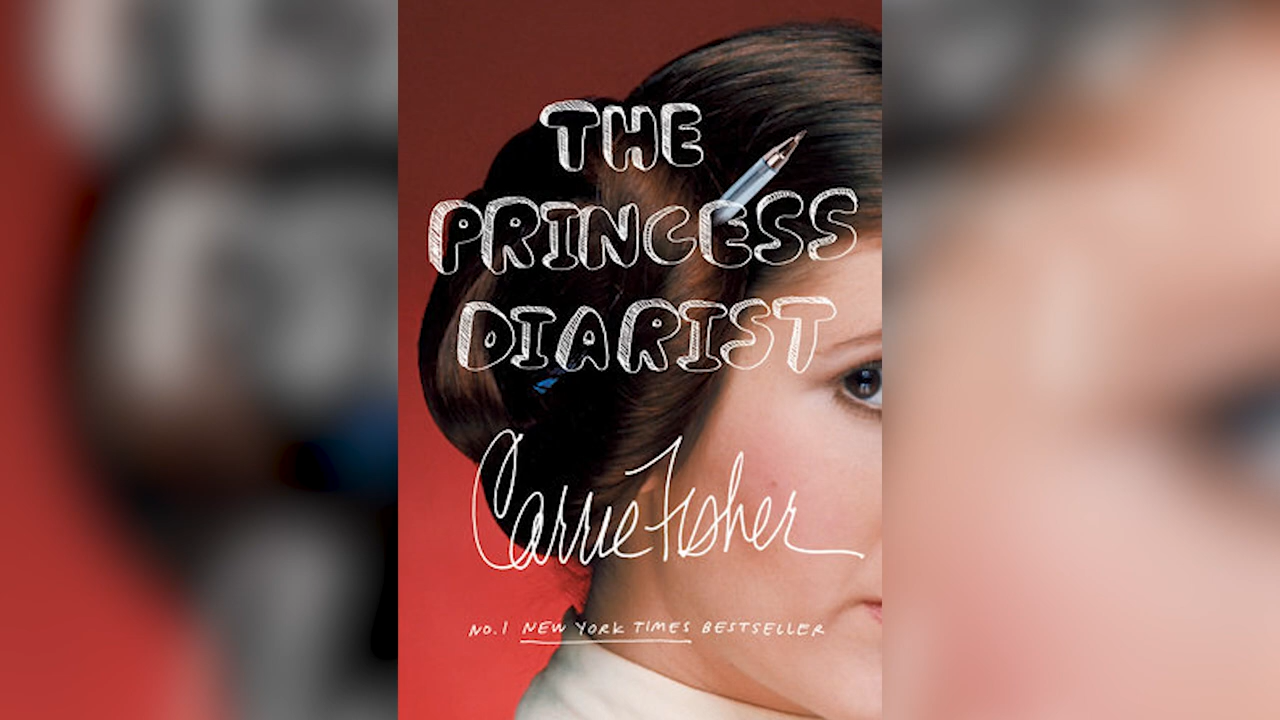 THE
PRINCESS
DIARIST
Carrie Fisher
NO.1 NEW YORK TIMES BESTSELLER